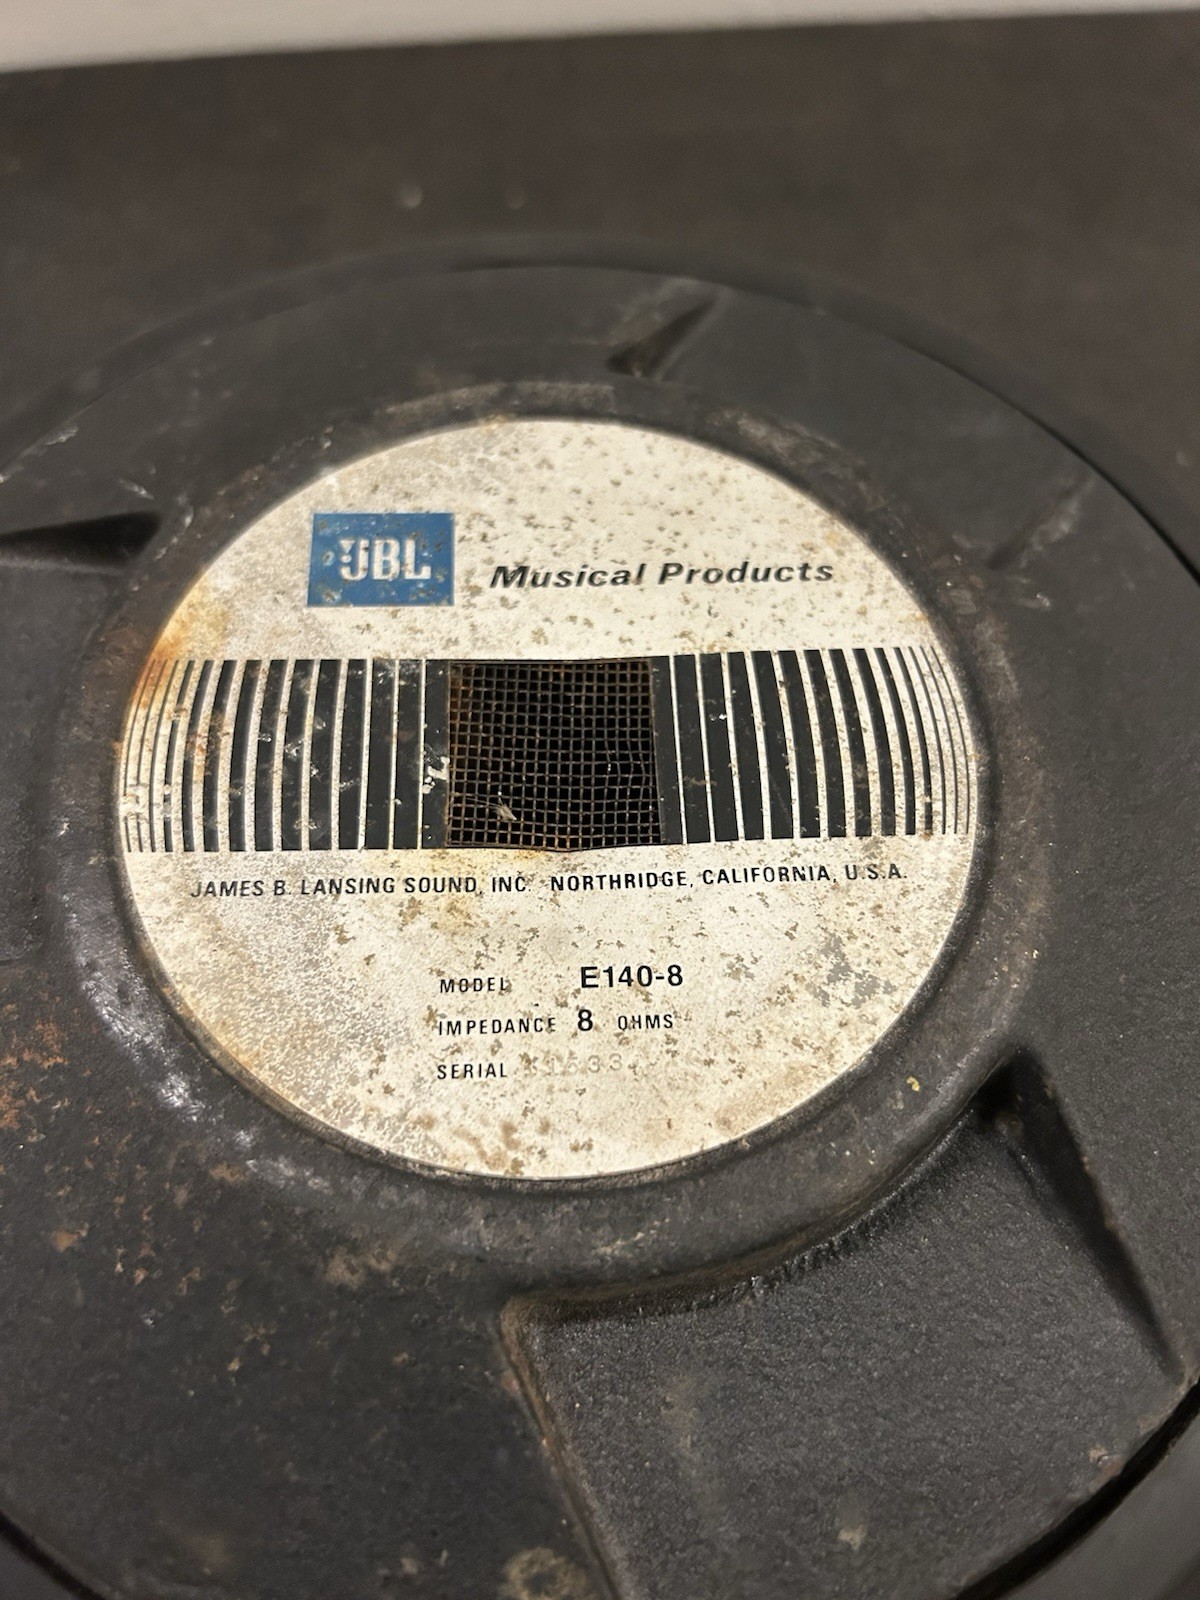 JBL Musical Products
JAMES B. LANSING SOUND, INC. NORTHRIDGE, CALIFORNIA, U.S.A.
MODEL E140-8
IMPEDANCE 8 OHMS
SERIAL